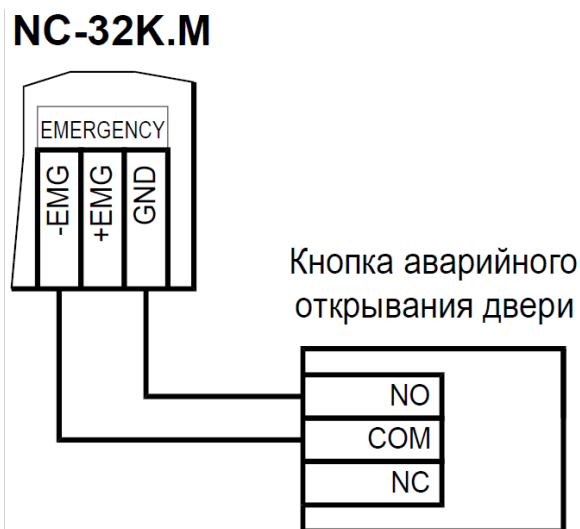 NC-32K.M
EMERGENCY
-EMG
+EMG
GND
Кнопка аварийного
открывания двери
NO
COM
NC